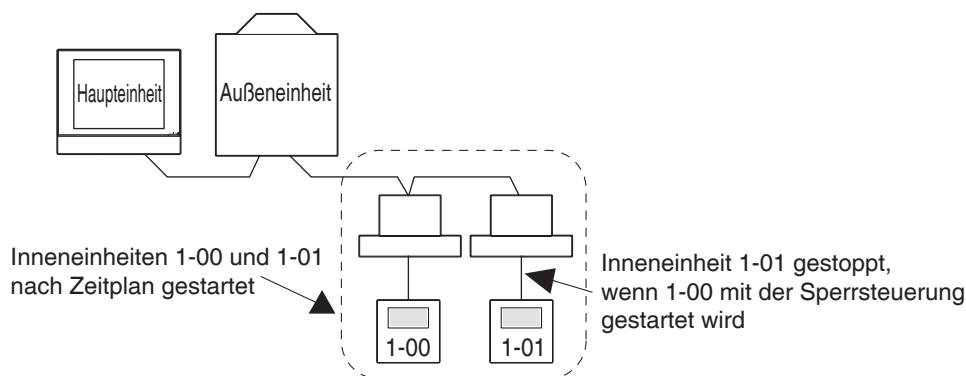 Haupteinheit
Außeneinheit
Inneneinheiten 1-00 und 1-01
nach Zeitplan gestartet
Inneneinheit 1-01 gestoppt,
wenn 1-00 mit der Sperrsteuerung
gestartet wird
1-00
1-01